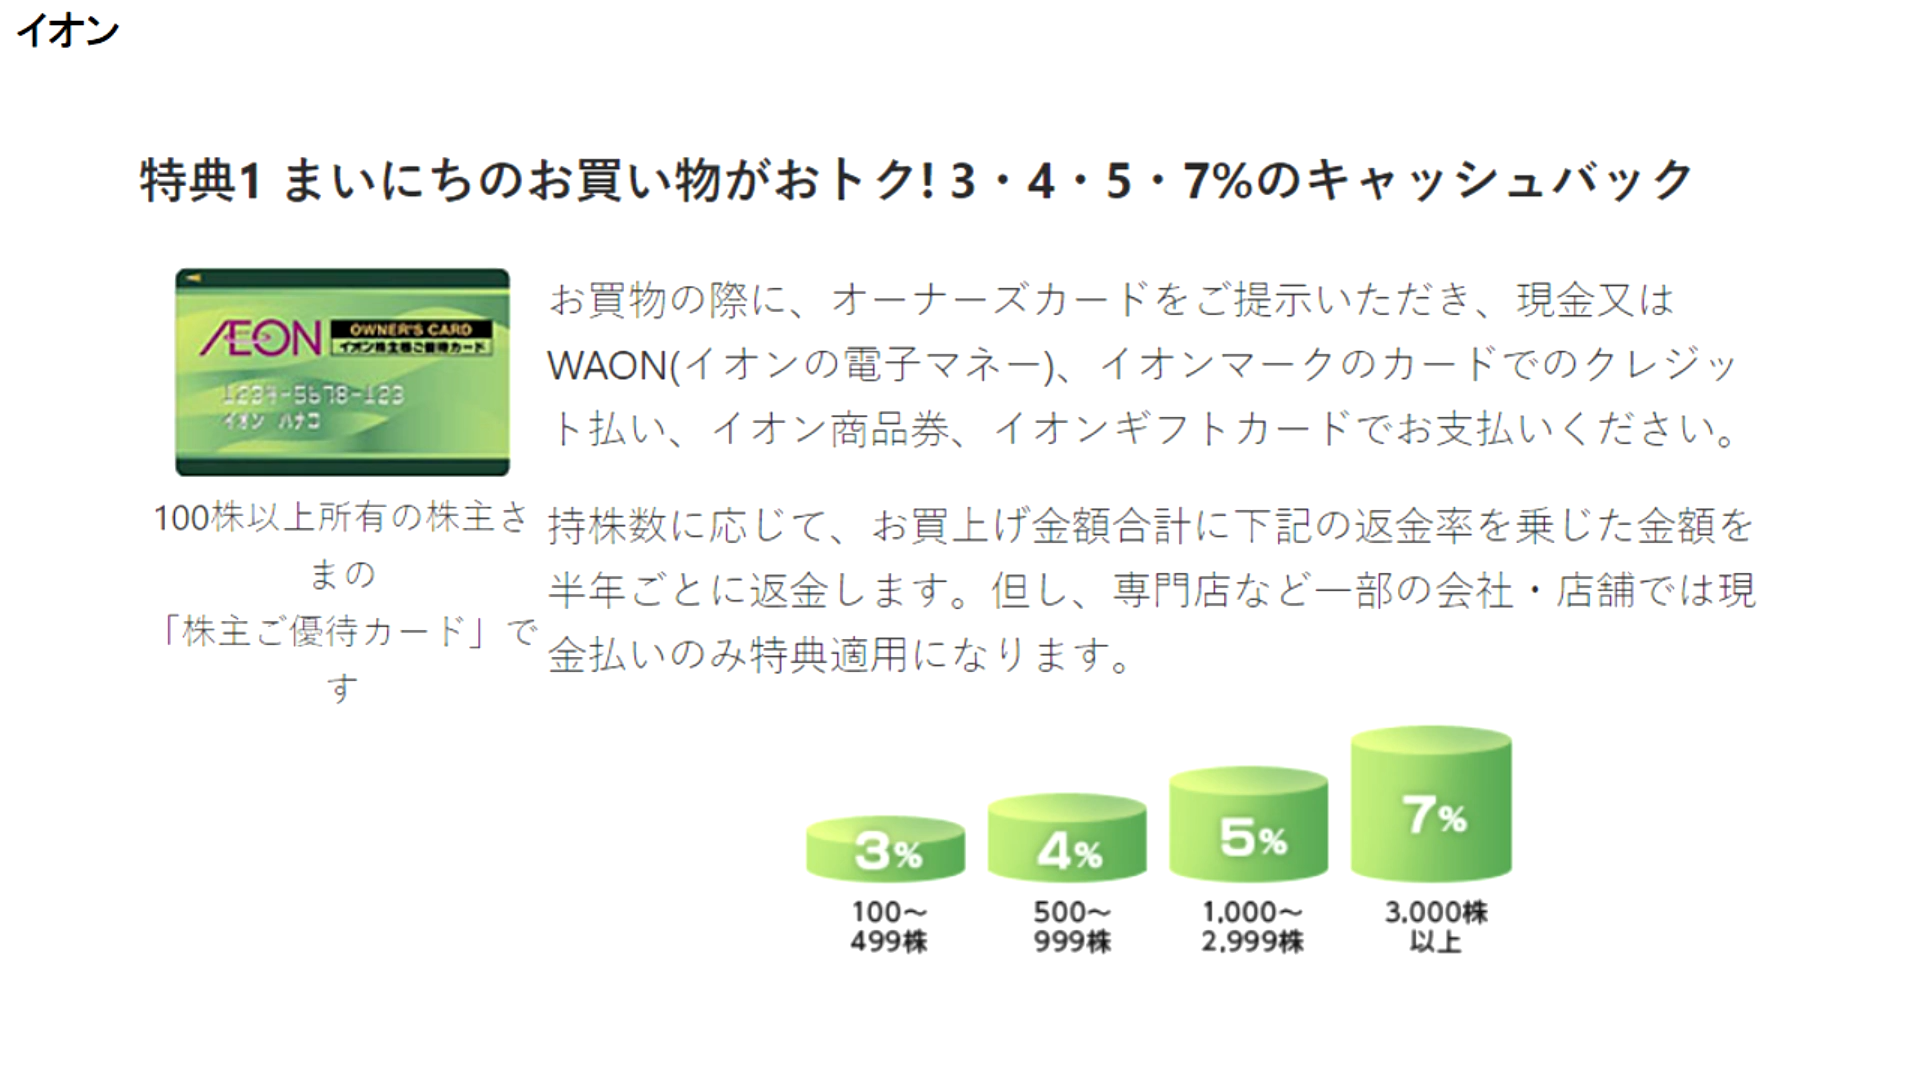 イオン
特典1 まいにちのお買い物がおトク! 3・4・5・7%のキャッシュバック
ÆON
OWNER'S CARD
イオン株主様ご優待カード
1234-5678-123
イオン ハナコ
100株以上所有の株主さ
まの
「株主ご優待カード」で
す
お買物の際に、オーナーズカードをご提示いただき、現金又は
WAON(イオンの電子マネー)、イオンマークのカードでのクレジッ
ト払い、イオン商品券、イオンギフトカードでお支払いください。
持株数に応じて、お買上げ金額合計に下記の返金率を乗じた金額を
半年ごとに返金します。但し、専門店など一部の会社・店舗では現
金払いのみ特典適用になります。
3% 4% 5% 7%
100～ 500～ 1,000～ 3,000株
499株 999株 2,999株 以上